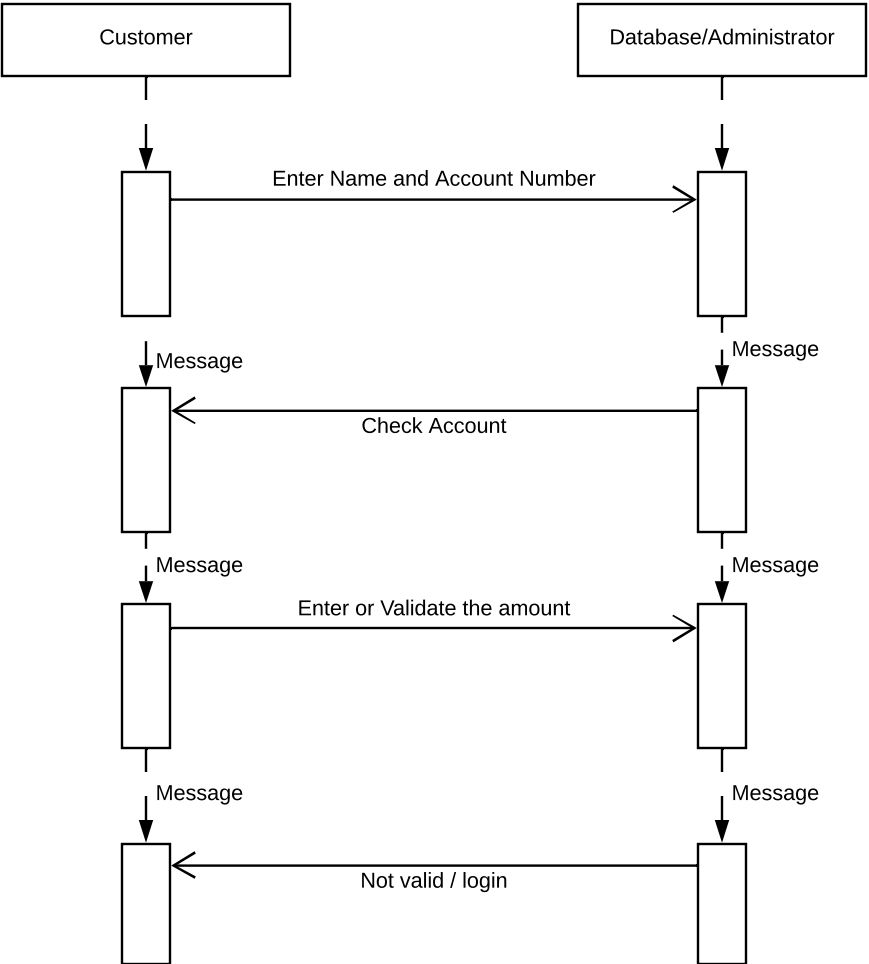 Customer
Database/Administrator
Enter Name and Account Number
Message
Message
Check Account
Message
Message
Enter or Validate the amount
Message
Message
Not valid / login